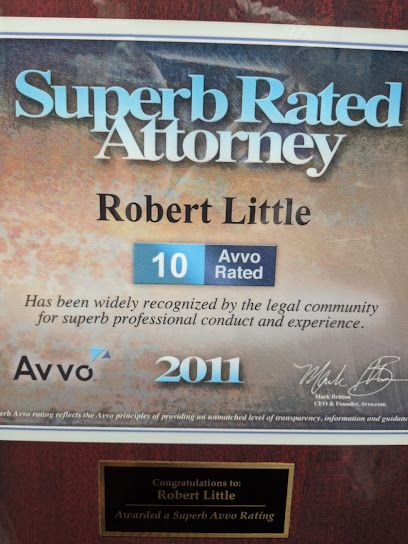 Superb Rated
Attorney
Robert Little
10 Avvo
Rated
Has been widely recognized by the legal community
for superb professional conduct and experience.
Avvo 2011
Mark Britton
CEO & Founder, Avvo.com
erb Avvo rating reflects the Avvo principles of providing an unmatched level of transparency, information and guidanc
Congratulations to:
Robert Little
Awarded a Superb Avvo Rating